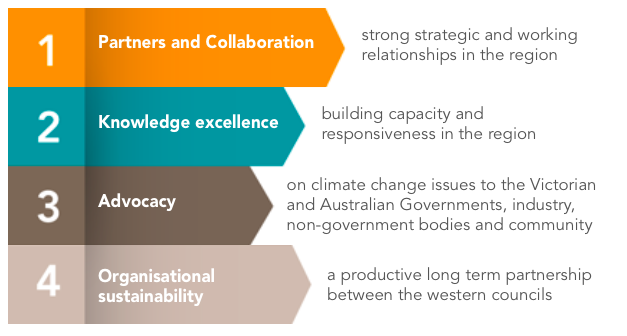 1
Partners and Collaboration
strong strategic and working
relationships in the region
2
Knowledge excellence
building capacity and
responsiveness in the region
3
Advocacy
on climate change issues to the Victorian
and Australian Governments, industry,
non-government bodies and community
4
Organisational
sustainability
a productive long term partnership
between the western councils